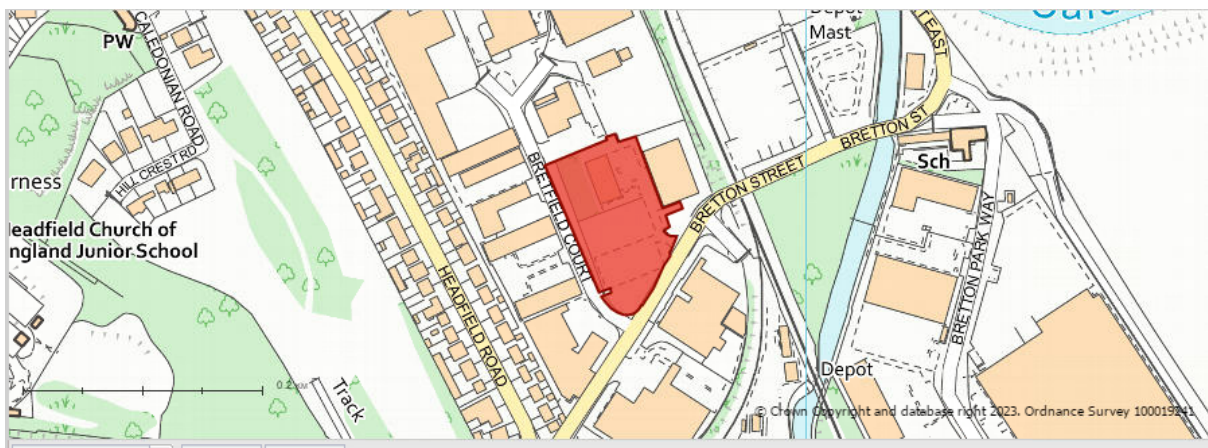 PW
CALEDONIAN ROAD
HILL CREST RD
rness
Headfield Church of
ngland Junior School
HEADFIELD ROAD
Track
0.2
BRETFIELD COURT
BRETTON STREET
BRETTON ST
EAST
Depot
Mast
Sch
BRETTON PARK WAY
Depot
© Crown Copyright and database right 2023. Ordnance Survey